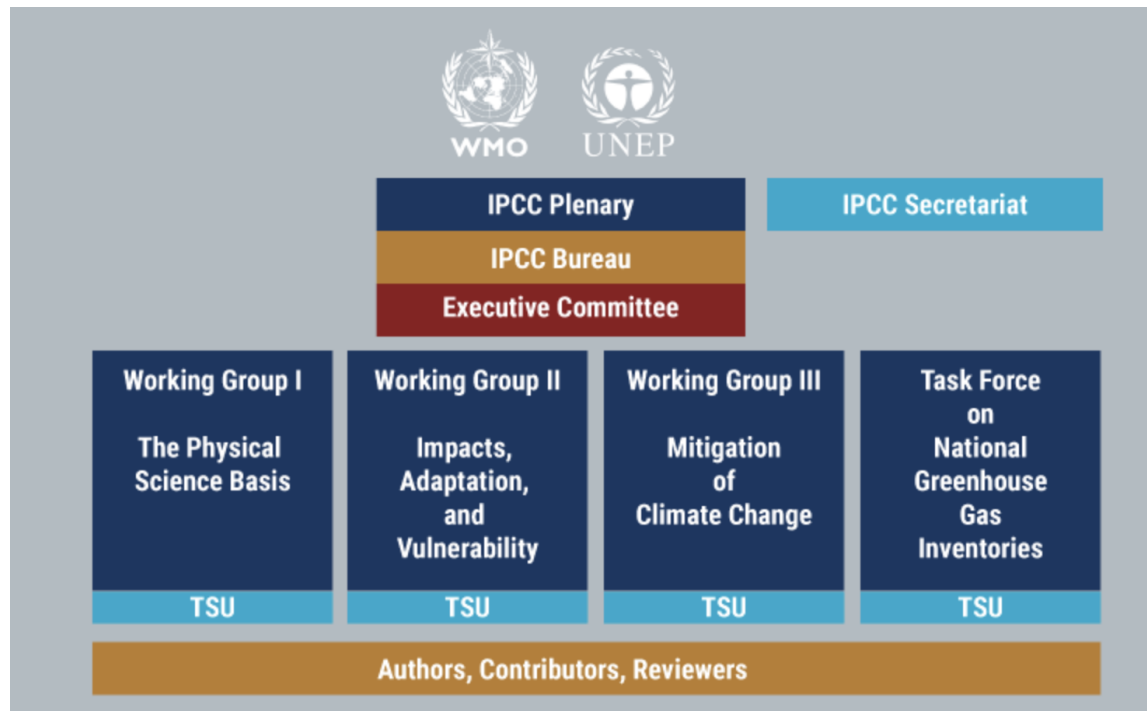 WMO
UNEP
IPCC Plenary
IPCC Secretariat
IPCC Bureau
Executive Committee
Working Group I
The Physical
Science Basis
TSU
Working Group II
Impacts,
Adaptation,
and
Vulnerability
TSU
Working Group III
Mitigation
of
Climate Change
TSU
Task Force
on
National
Greenhouse
Gas
Inventories
TSU
Authors, Contributors, Reviewers